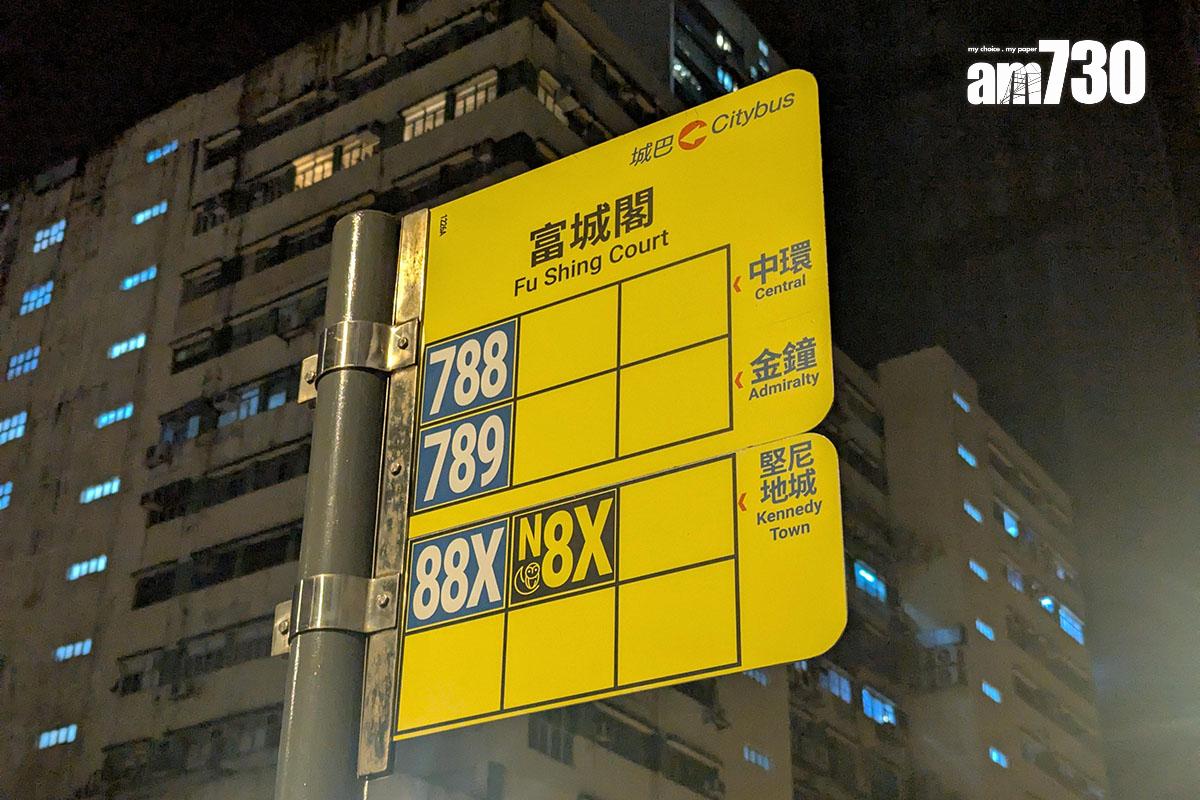 my choice . my paper
am730
城巴 Citybus
1226A
富城閣
Fu Shing Court
中環
Central
788
金鐘
Admiralty
789
堅尼
地城
Kennedy
Town
88X
N8X